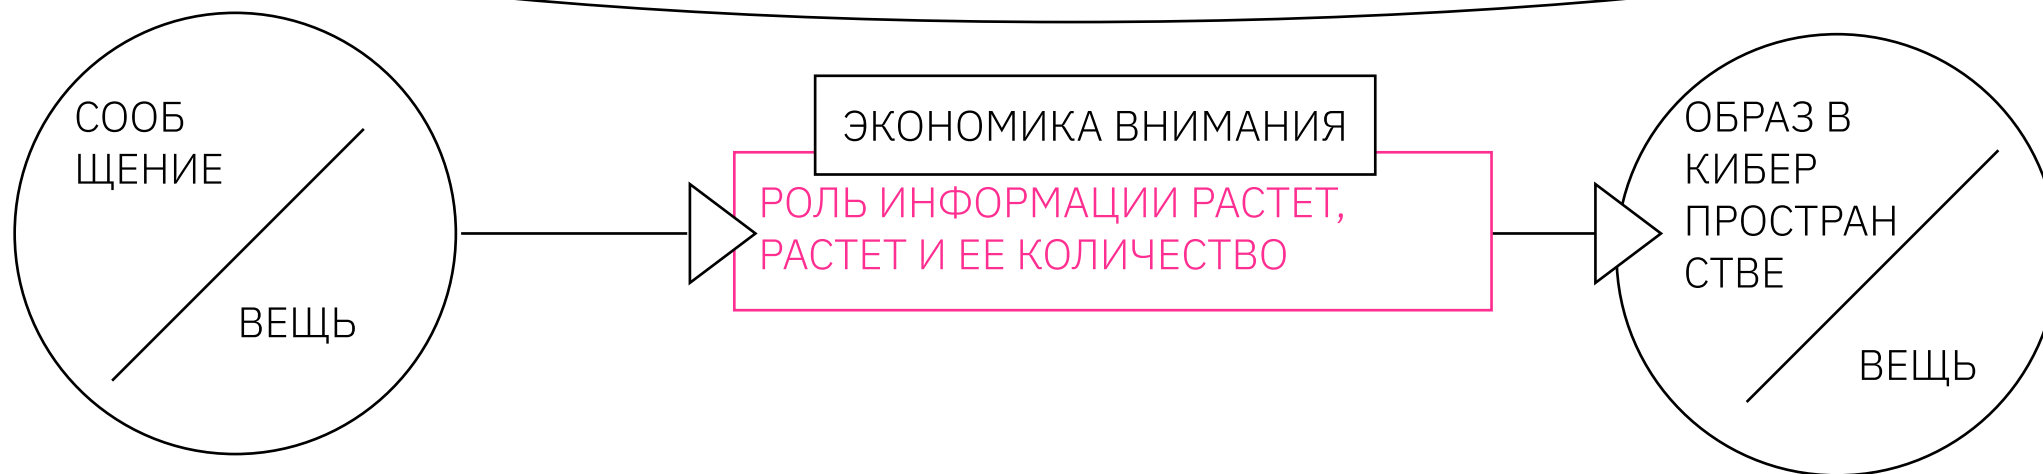 СООБ
ЩЕНИЕ
ВЕЩЬ
ЭКОНОМИКА ВНИМАНИЯ
РОЛЬ ИНФОРМАЦИИ РАСТЕТ,
РАСТЕТ И ЕЕ КОЛИЧЕСТВО
ОБРАЗ В
КИБЕР
ПРОСТРАН
СТВЕ
ВЕЩЬ